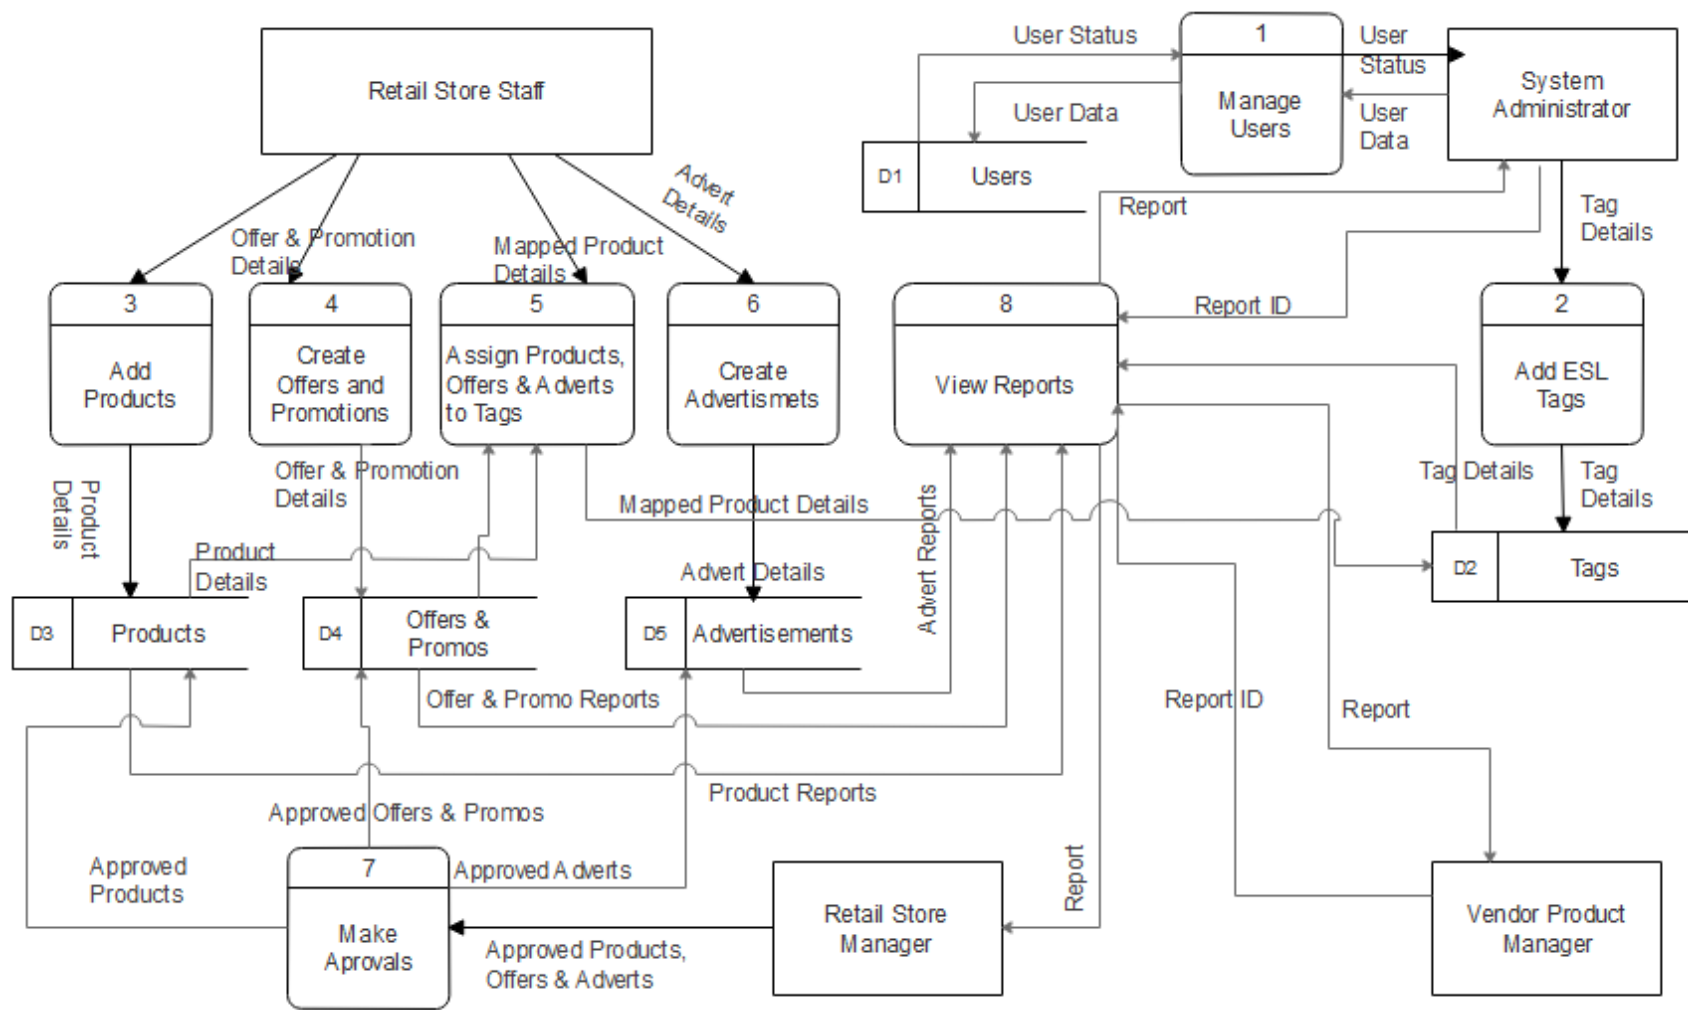 Retail Store Staff
User Status
1
User
Status
Manage
Users
System
Administrator
User Data
User
Data
D1
Users
Advert
Details
Report
Tag
Details
Offer & Promotion
Details
Mapped Product
Details
3
4
5
6
8
Report ID
2
Add
Products
Create
Offers and
Promotions
Assign Products,
Offers & Adverts
to Tags
Create
Advertismets
View Reports
Add ESL
Tags
Product
Details
Offer & Promotion
Details
Mapped Product Details
Advert Reports
Tag Details
Tag
Details
Product
Details
Advert Details
D2
Tags
D3
Products
D4
Offers &
Promos
D5
Advertisements
Offer & Promo Reports
Report ID
Report
Product Reports
Approved Offers & Promos
Approved
Products
7
Approved Adverts
Report
Make
Aprovals
Approved Products,
Offers & Adverts
Retail Store
Manager
Vendor Product
Manager